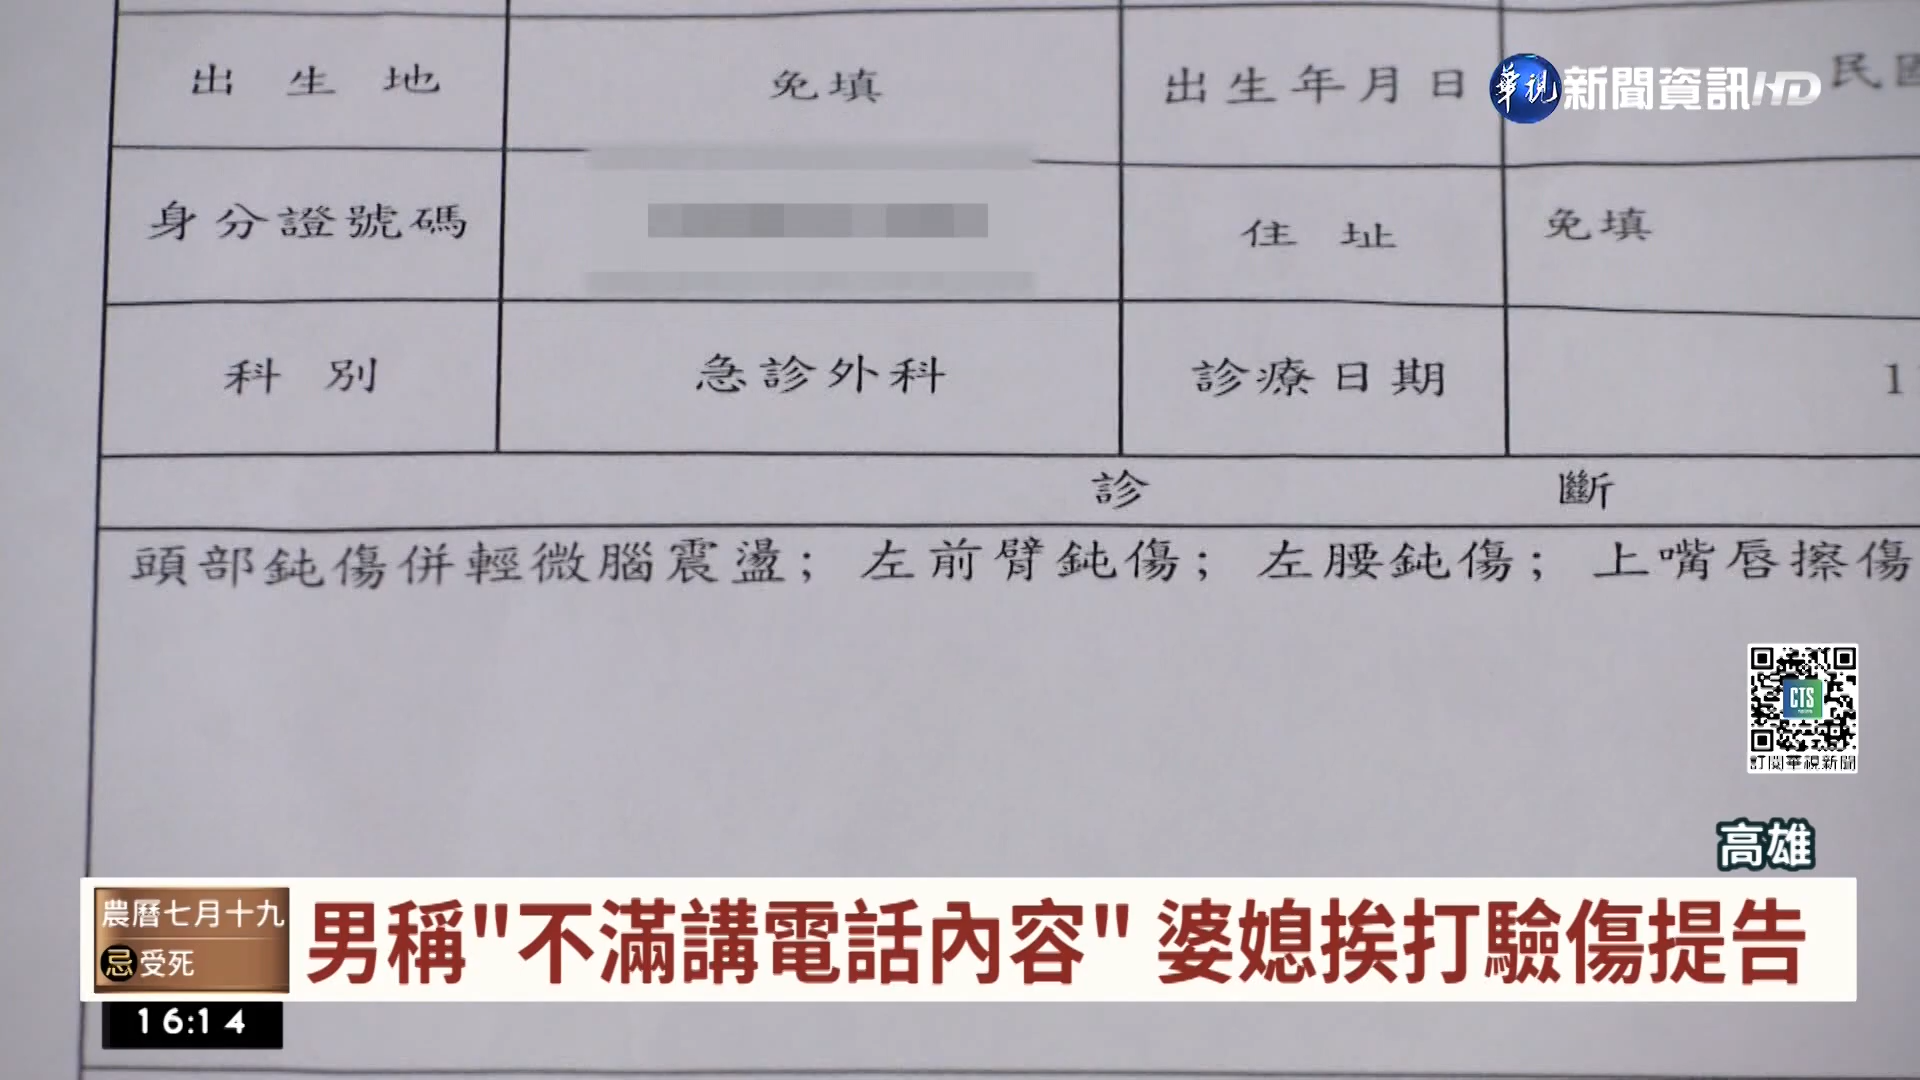 出生地 免填 出生年月日 民國
華視新聞資訊HD
身分證號碼 住址 免填
科別 急診外科 診療日期 1
診斷
頭部鈍傷併輕微腦震盪；左前臂鈍傷；左腰鈍傷；上嘴唇擦傷
CTS
訂閱華視新聞
高雄
農曆七月十九
忌受死
男稱"不滿講電話內容" 婆媳挨打驗傷提告
16:14